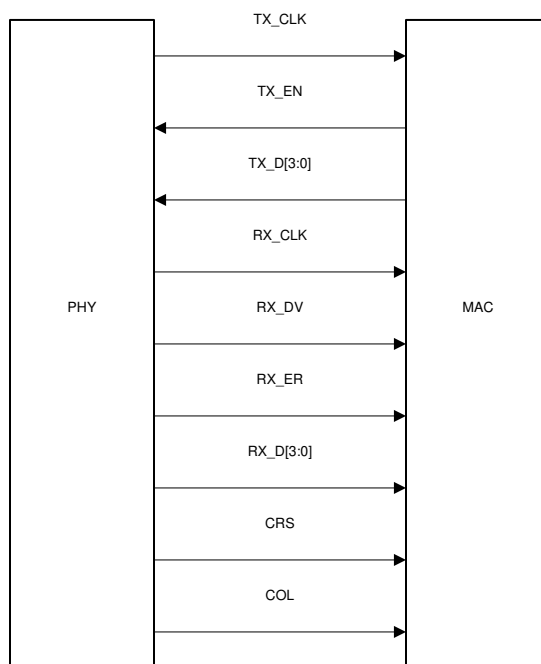 TX_CLK
TX_EN
TX_D[3:0]
RX_CLK
PHY
RX_DV
MAC
RX_ER
RX_D[3:0]
CRS
COL